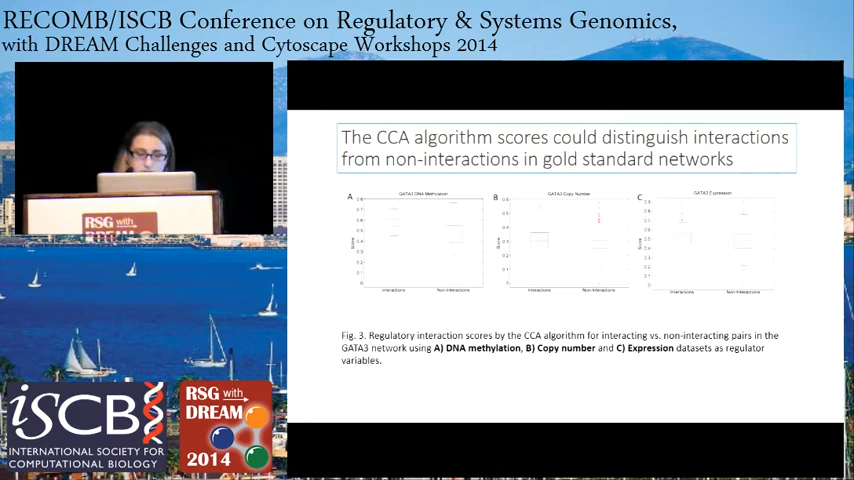 RECOMB/ISCB Conference on Regulatory & Systems Genomics,
with DREAM Challenges and Cytoscape Workshops 2014
RSG with
The CCA algorithm scores could distinguish interactions
from non-interactions in gold standard networks
A
GATA3 DNA Methylation
Score
Interactions
Non-Interactions
B
GATA3 Copy Number
Score
Interactions
Non-Interactions
C
GATA3 Expression
Score
Interactions
Non-Interactions
Fig. 3. Regulatory interaction scores by the CCA algorithm for interacting vs. non-interacting pairs in the
GATA3 network using A) DNA methylation, B) Copy number and C) Expression datasets as regulator
variables.
iSCB
INTERNATIONAL SOCIETY FOR
COMPUTATIONAL BIOLOGY
RSG with
DREAM
2014